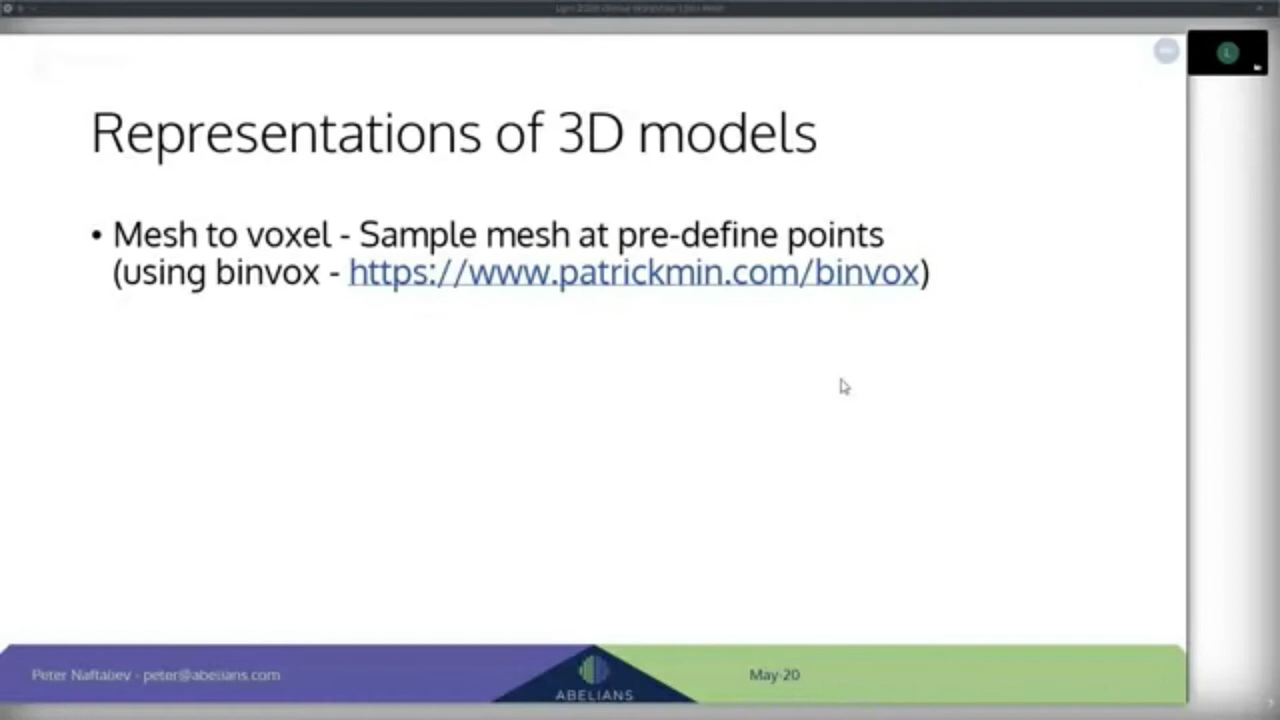 Representations of 3D models
• Mesh to voxel - Sample mesh at pre-define points
(using binvox - https://www.patrickmin.com/binvox)
L
Peter Naftaliev - peter@abelians.com
ABELIANS
May-20